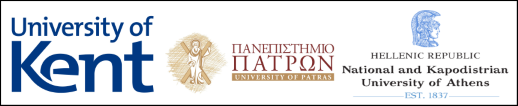 University of
Kent
ΠΑΝΕΠΙΣΤΗΜΙΟ
ΠΑΤΡΩΝ
UNIVERSITY OF PATRAS
HELLENIC REPUBLIC
National and Kapodistrian
University of Athens
EST. 1837